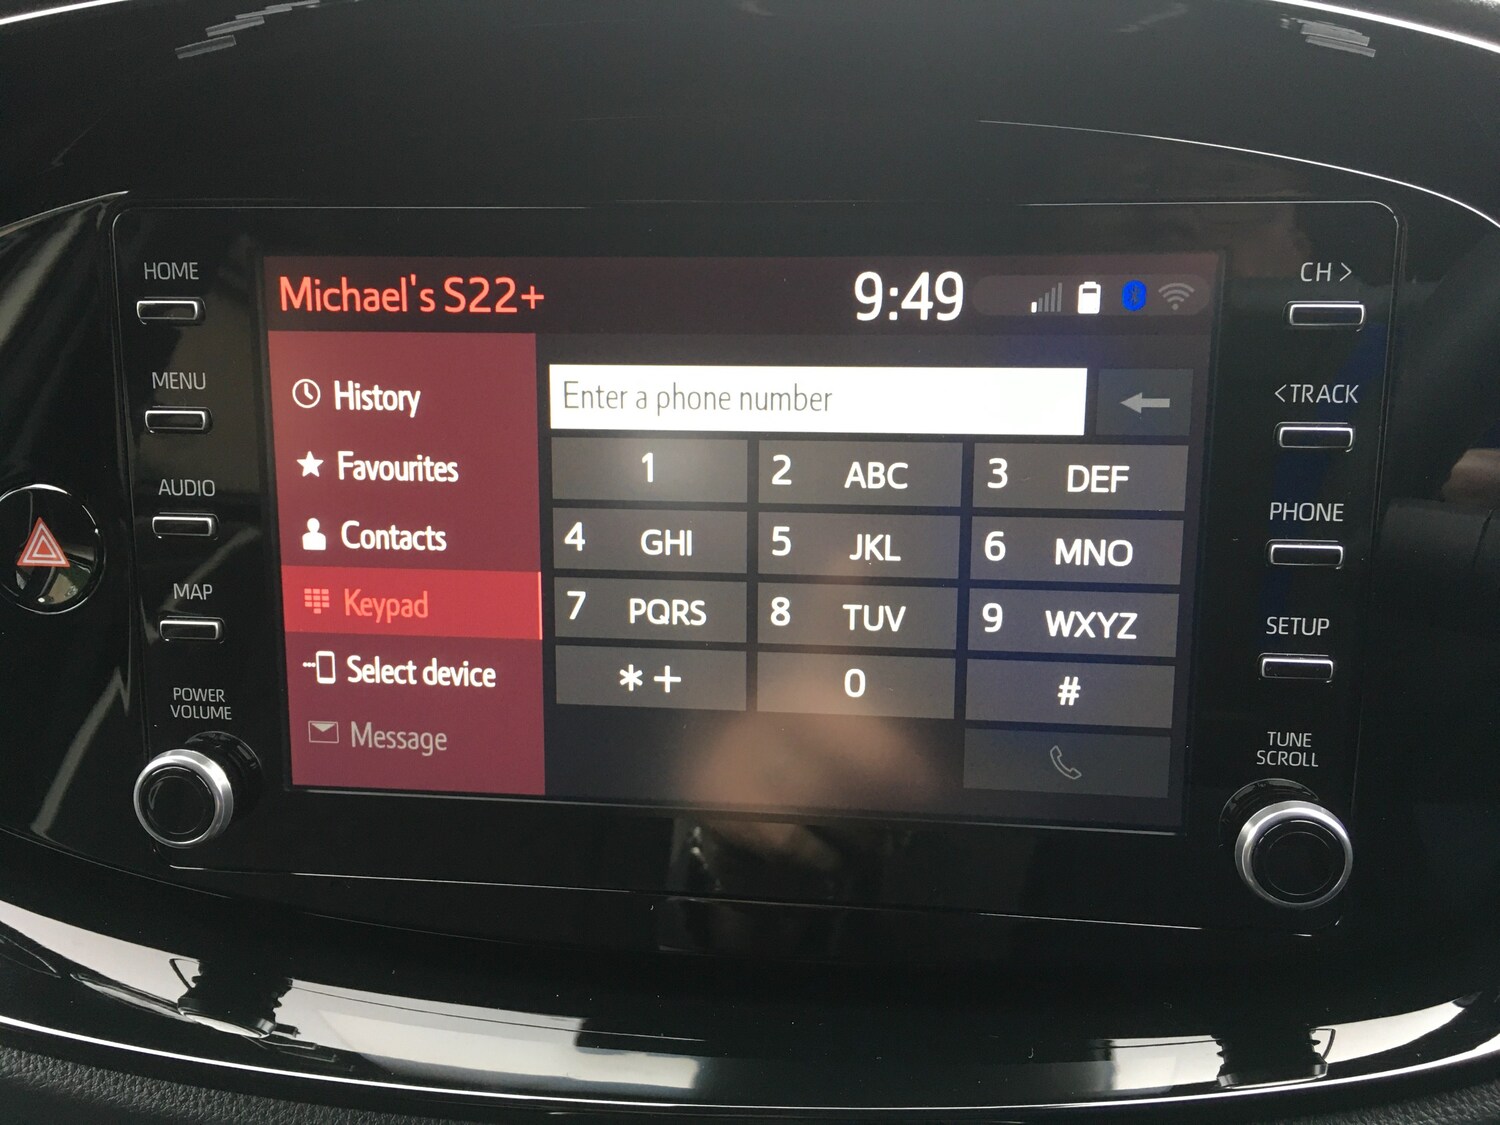 HOME
MENU
AUDIO
MAP
POWER
VOLUME
Michael's S22+
9:49
History
Favourites
Contacts
Keypad
Select device
Message
Enter a phone number
1
2 ABC
3 DEF
4 GHI
5 JKL
6 MNO
7 PQRS
8 TUV
9 WXYZ
*+
0
#
CH >
<TRACK
PHONE
SETUP
TUNE
SCROLL